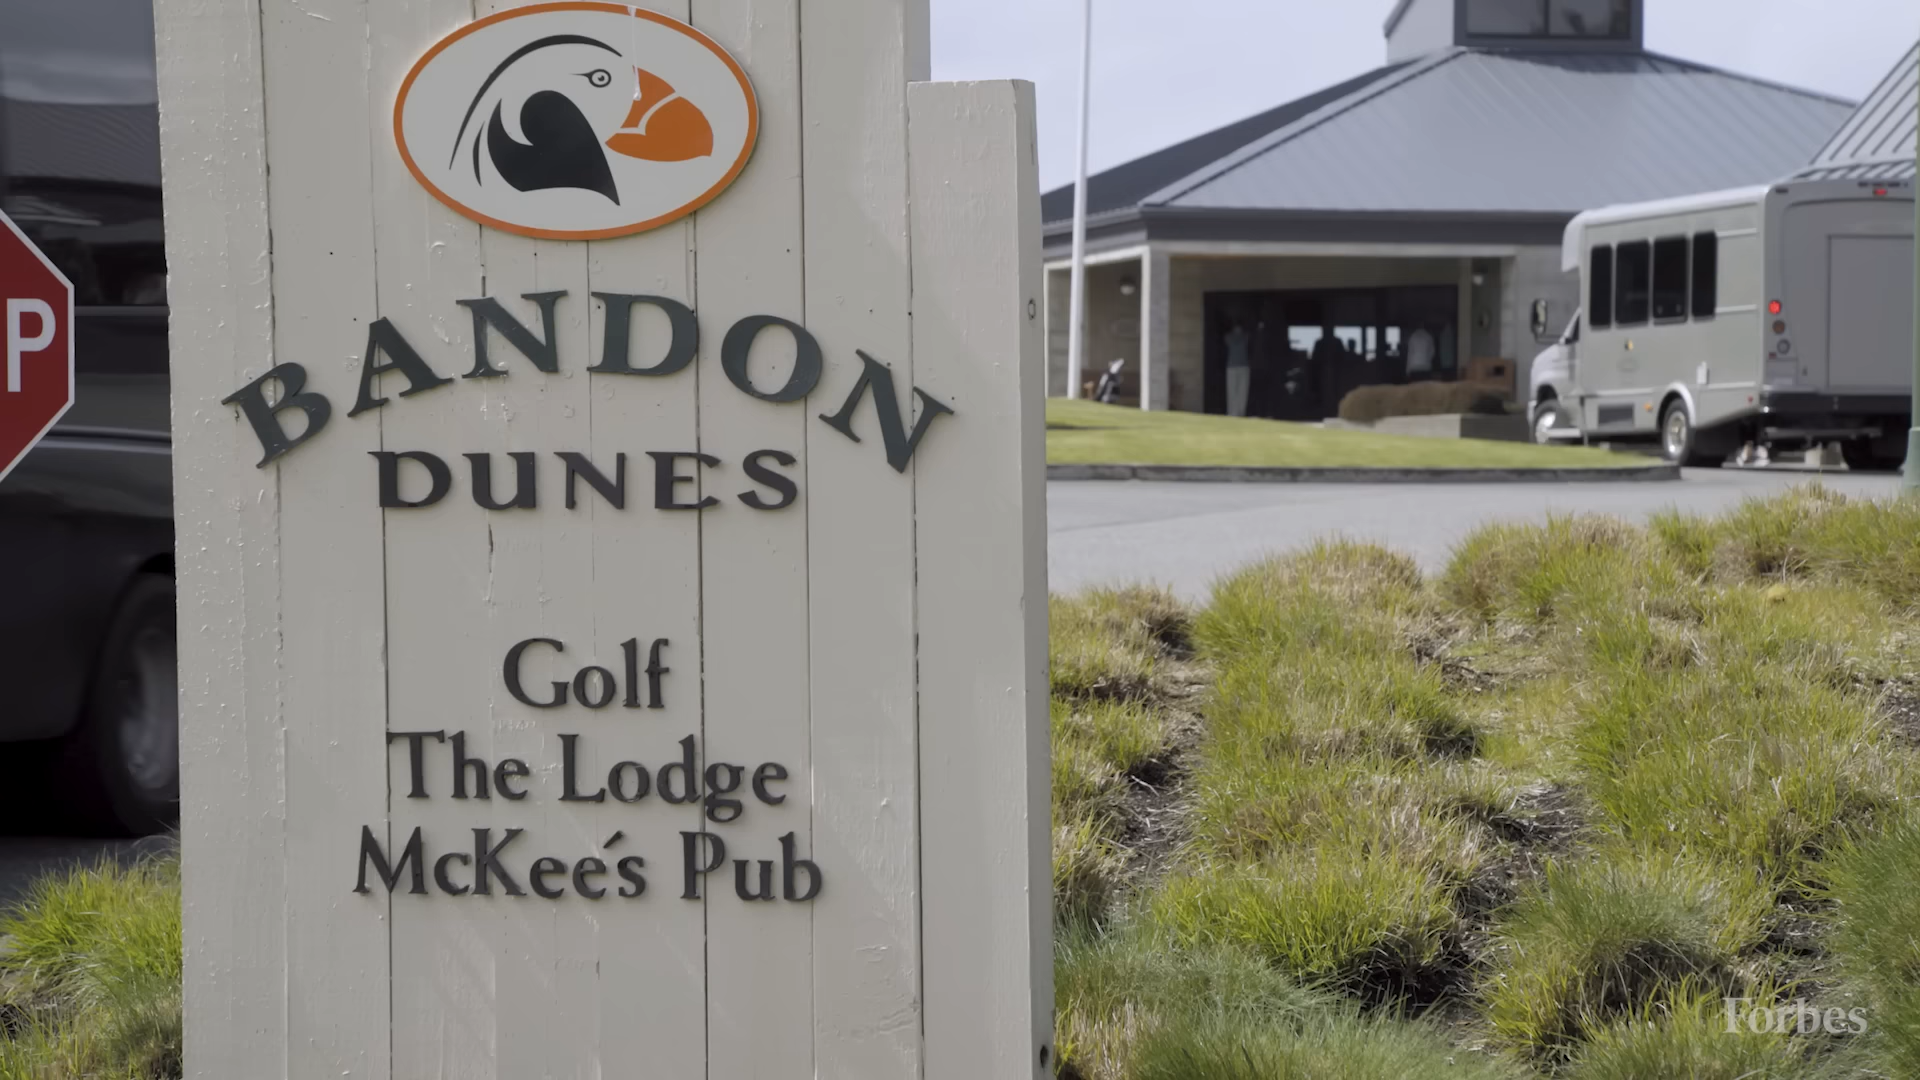 P
BANDON
DUNES
Golf
The Lodge
McKee's Pub
Forbes